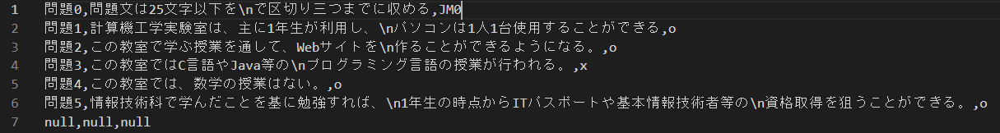 1 問題0,問題文は25文字以下を\nで区切り三つまでに収める,JM0
2 問題1,計算機工学実験室は、主に1年生が利用し、\nパソコンは1人1台使用することができる,o
3 問題2,この教室で学ぶ授業を通して、Webサイトを\n作ることができるようになる。,o
4 問題3,この教室ではC言語やJava等の\nプログラミング言語の授業が行われる。,x
5 問題4,この教室では、数学の授業はない。,o
6 問題5,情報技術科で学んだことを基に勉強すれば、\n1年生の時点からITパスポートや基本情報技術者等の\n資格取得を狙うことができる。,o
7 null,null,null